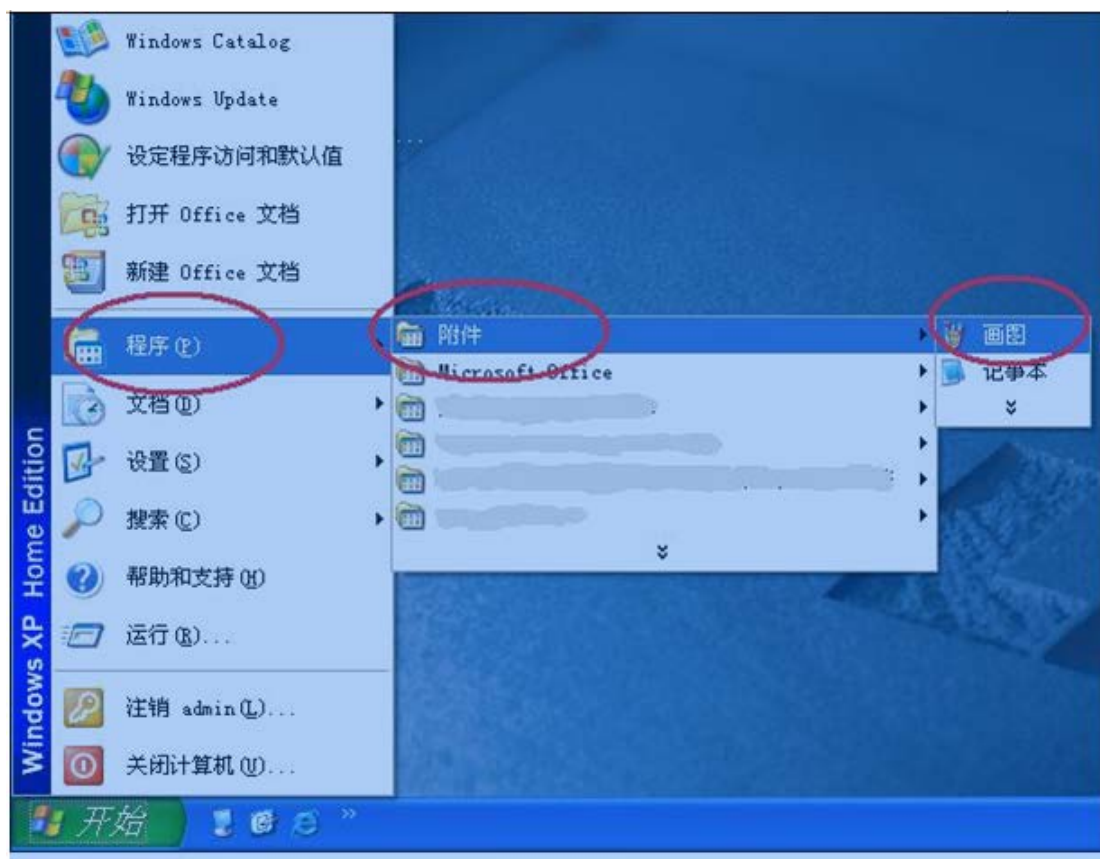 Windows Catalog
Windows Update
设定程序访问和默认值
打开 Office 文档
新建 Office 文档
程序(P)
文档(D)
设置(S)
搜索(C)
帮助和支持(H)
运行(R)...
注销 admin(L)...
关闭计算机(U)...
附件
Microsoft Office
画图
记事本
Windows XP Home Edition
开始